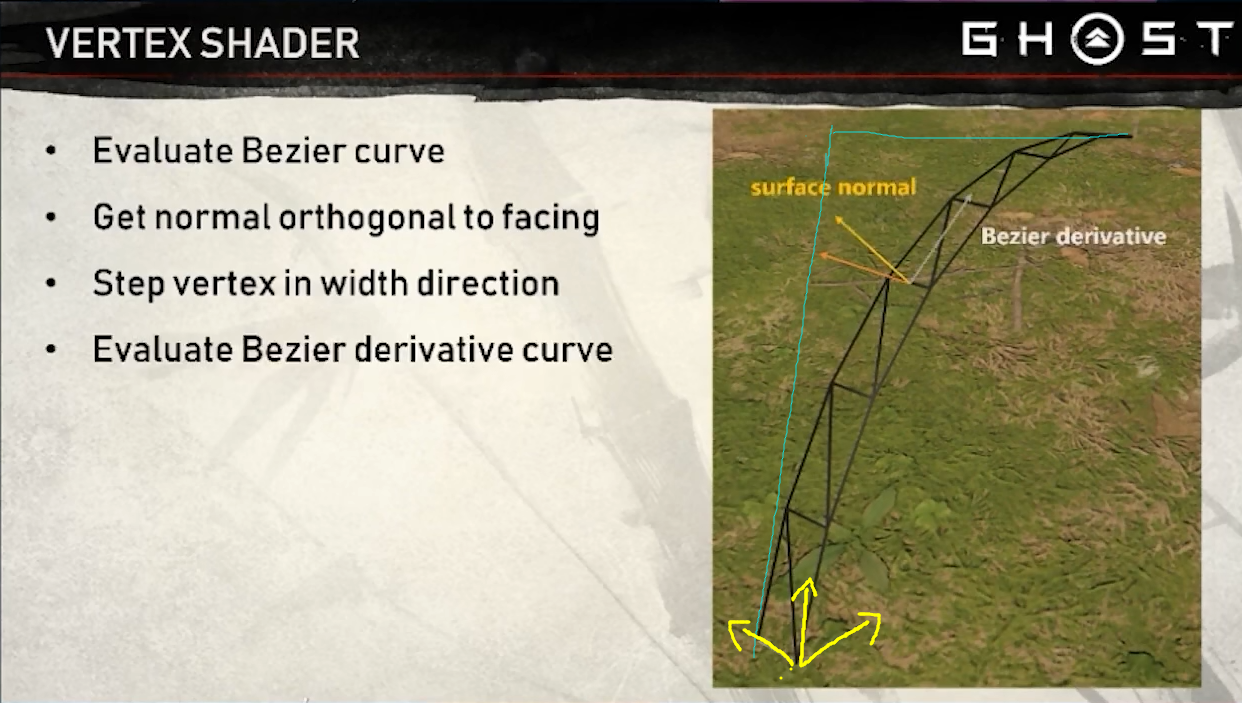 VERTEX SHADER
GHOST
• Evaluate Bezier curve
• Get normal orthogonal to facing
• Step vertex in width direction
• Evaluate Bezier derivative curve
surface normal
Bezier derivative